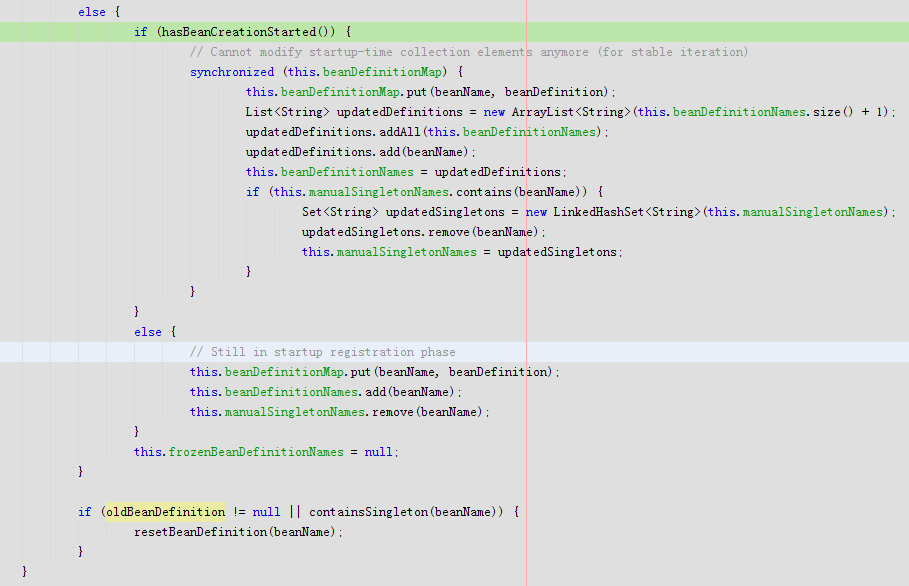 else {
if (hasBeanCreationStarted()) {
// Cannot modify startup-time collection elements anymore (for stable iteration)
synchronized (this.beanDefinitionMap) {
this.beanDefinitionMap.put(beanName, beanDefinition);
List<String> updatedDefinitions = new ArrayList<String>(this.beanDefinitionNames.size() + 1);
updatedDefinitions.addAll(this.beanDefinitionNames);
updatedDefinitions.add(beanName);
this.beanDefinitionNames = updatedDefinitions;
if (this.manualSingletonNames.contains(beanName)) {
Set<String> updatedSingletons = new LinkedHashSet<String>(this.manualSingletonNames);
updatedSingletons.remove(beanName);
this.manualSingletonNames = updatedSingletons;
}
}
}
else {
// Still in startup registration phase
this.beanDefinitionMap.put(beanName, beanDefinition);
this.beanDefinitionNames.add(beanName);
this.manualSingletonNames.remove(beanName);
}
this.frozenBeanDefinitionNames = null;
}
if (oldBeanDefinition != null || containsSingleton(beanName)) {
resetBeanDefinition(beanName);
}
}